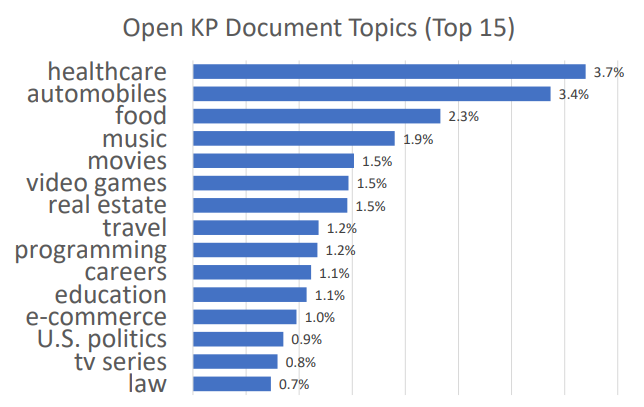 Open KP Document Topics (Top 15)
healthcare 3.7%
automobiles 3.4%
food 2.3%
music 1.9%
movies 1.5%
video games 1.5%
real estate 1.5%
travel 1.2%
programming 1.2%
careers 1.1%
education 1.1%
e-commerce 1.0%
U.S. politics 0.9%
tv series 0.8%
law 0.7%